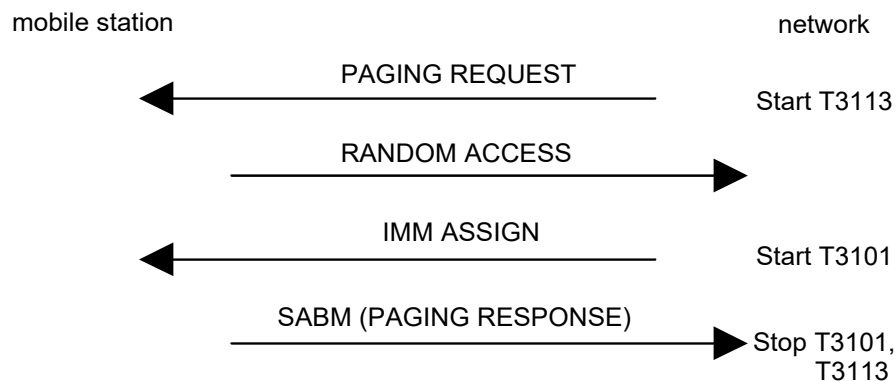 mobile station
network
PAGING REQUEST
Start T3113
RANDOM ACCESS
IMM ASSIGN
Start T3101
SABM (PAGING RESPONSE)
Stop T3101,
T3113